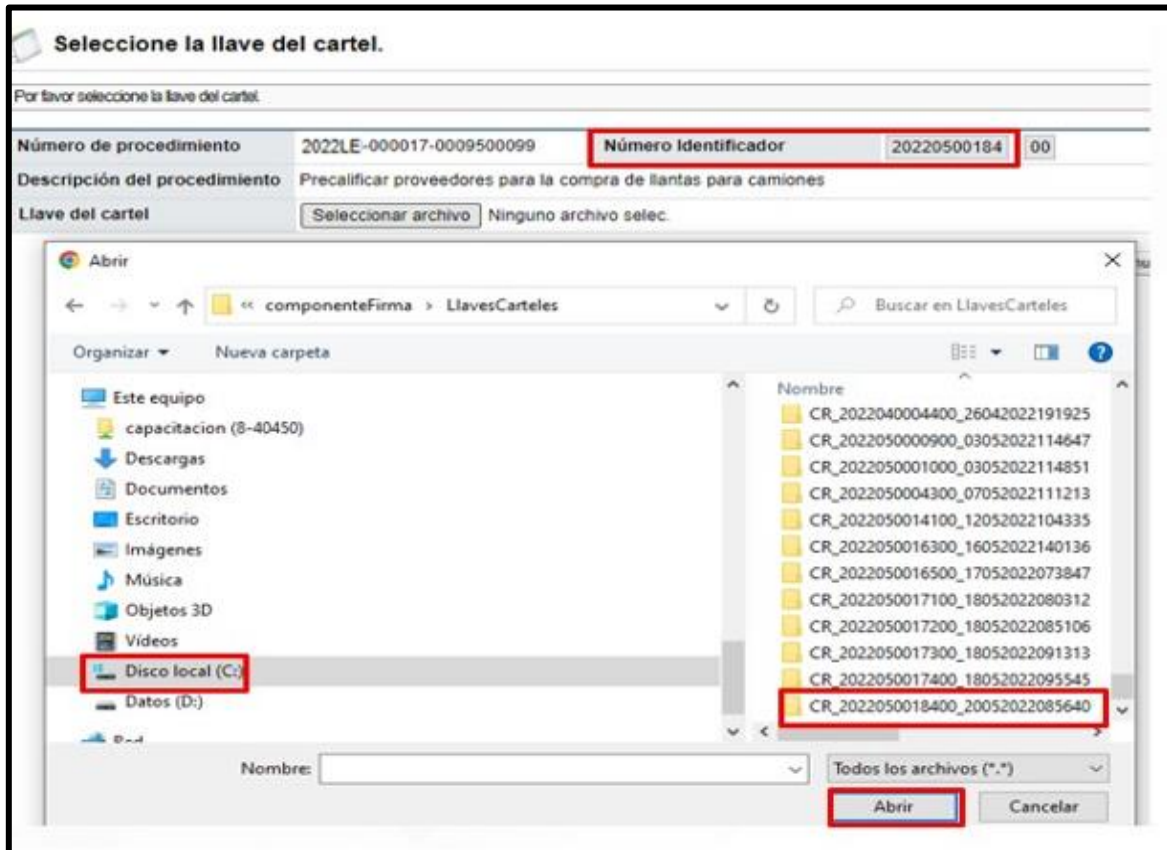 Seleccione la llave del cartel.
Por favor seleccione la llave del cartel.
Número de procedimiento 2022LE-000017-0009500099 Número Identificador 20220500184 00
Descripción del procedimiento Precalificar proveedores para la compra de llantas para camiones
Llave del cartel Seleccionar archivo Ninguno archivo selec.
Abrir
« componenteFirma > LlavesCarteles Buscar en LlavesCarteles
Organizar Nueva carpeta
Este equipo
capacitacion (8-40450)
Descargas
Documentos
Escritorio
Imágenes
Música
Objetos 3D
Vídeos
Disco local (C:)
Datos (D:)
Red
Nombre
CR_2022040004400_26042022191925
CR_2022050000900_03052022114647
CR_2022050001000_03052022114851
CR_2022050004300_07052022111213
CR_2022050014100_12052022104335
CR_2022050016300_16052022140136
CR_2022050016500_17052022073847
CR_2022050017100_18052022080312
CR_2022050017200_18052022085106
CR_2022050017300_18052022091313
CR_2022050017400_18052022095545
CR_2022050018400_20052022085640
Nombre: Todos los archivos (*.*)
Abrir Cancelar